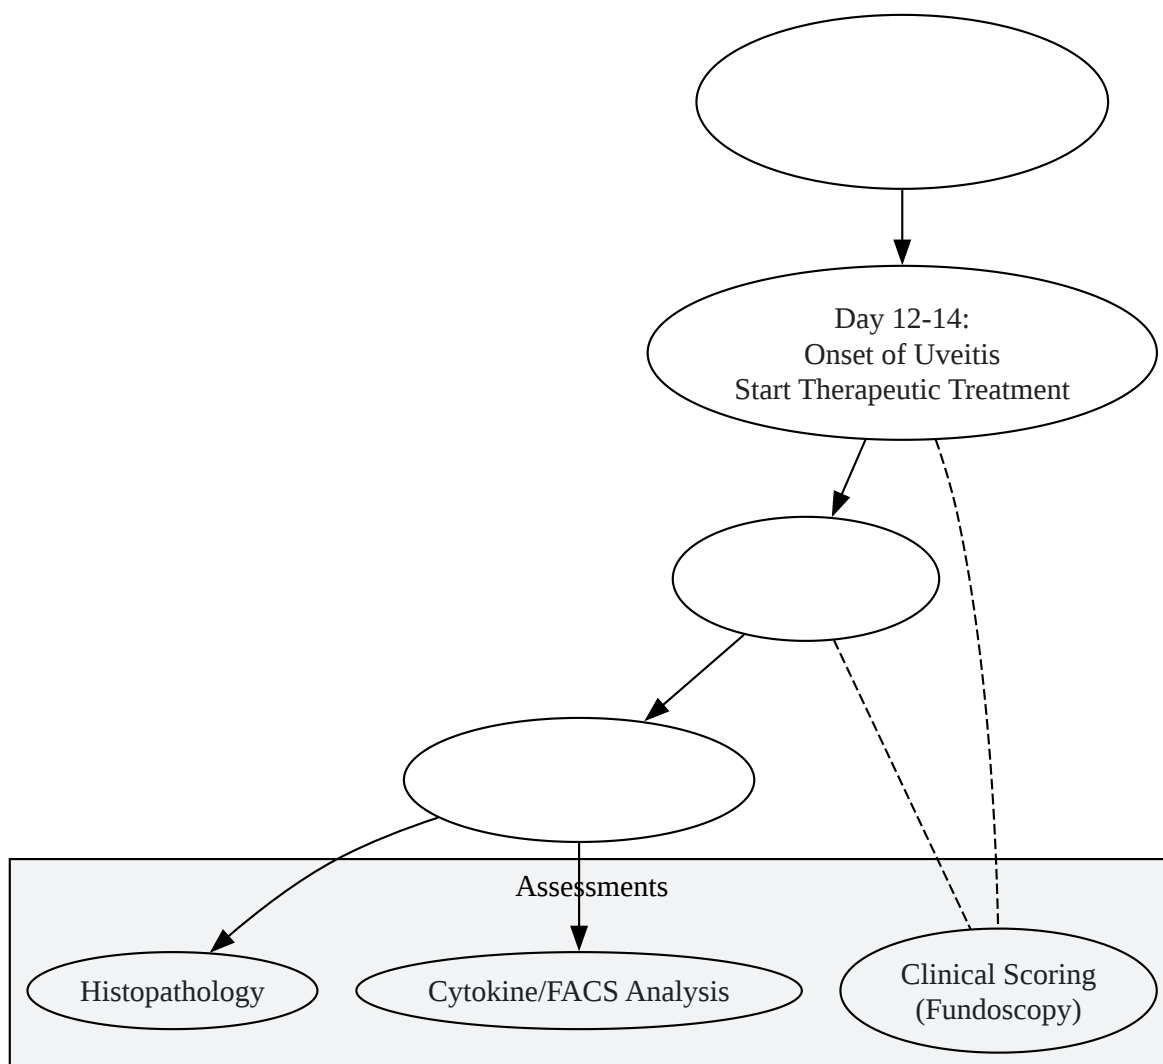 Day 12-14:
Onset of Uveitis
Start Therapeutic Treatment
Assessments
Histopathology
Cytokine/FACS Analysis
Clinical Scoring
(Fundoscopy)